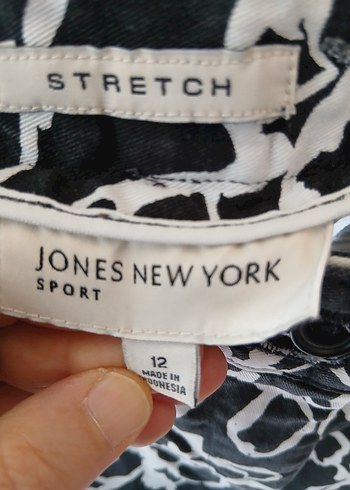 STRETCH
JONES NEW YORK
SPORT
12
MADE IN
INDONESIA